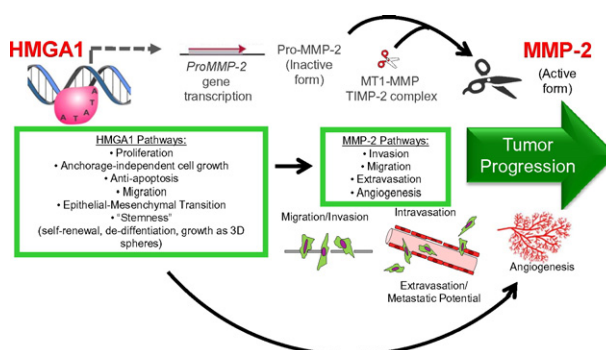 HMGA1
ProMMP-2
gene
transcription
Pro-MMP-2
(Inactive
form)
MT1-MMP
TIMP-2 complex
MMP-2
(Active
form)
A
T
A
A
T
HMGA1 Pathways:
• Proliferation
• Anchorage-independent cell growth
• Anti-apoptosis
• Migration
• Epithelial-Mesenchymal Transition
• "Stemness"
(self-renewal, de-diffentiation, growth as 3D
spheres)
MMP-2 Pathways:
• Invasion
• Migration
• Extravasation
• Angiogenesis
Tumor
Progression
Migration/Invasion
Intravasation
Extravasation/
Metastatic Potential
Angiogenesis